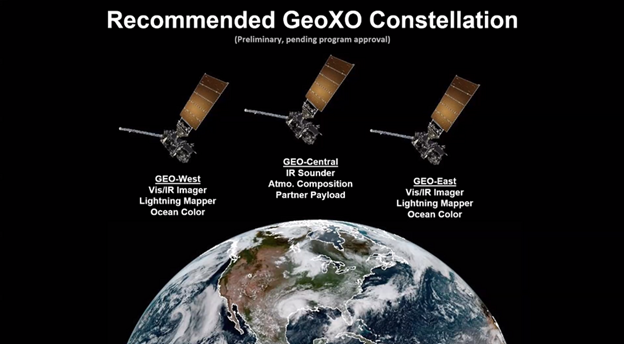 Recommended GeoXO Constellation
(Preliminary, pending program approval)
GEO-West
Vis/IR Imager
Lightning Mapper
Ocean Color
GEO-Central
IR Sounder
Atmo. Composition
Partner Payload
GEO-East
Vis/IR Imager
Lightning Mapper
Ocean Color